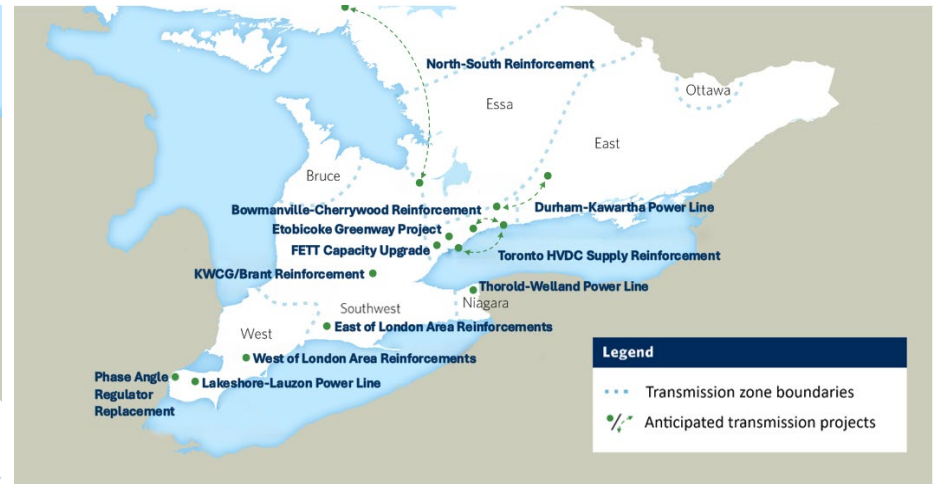 North-South Reinforcement
Ottawa
Essa
East
Bruce
Bowmanville-Cherrywood Reinforcement
Durham-Kawartha Power Line
Etobicoke Greenway Project
FETT Capacity Upgrade
Toronto HVDC Supply Reinforcement
KWCG/Brant Reinforcement
Thorold-Welland Power Line
Niagara
Southwest
East of London Area Reinforcements
West
West of London Area Reinforcements
Phase Angle
Regulator
Replacement
Lakeshore-Lauzon Power Line
Legend
Transmission zone boundaries
Anticipated transmission projects